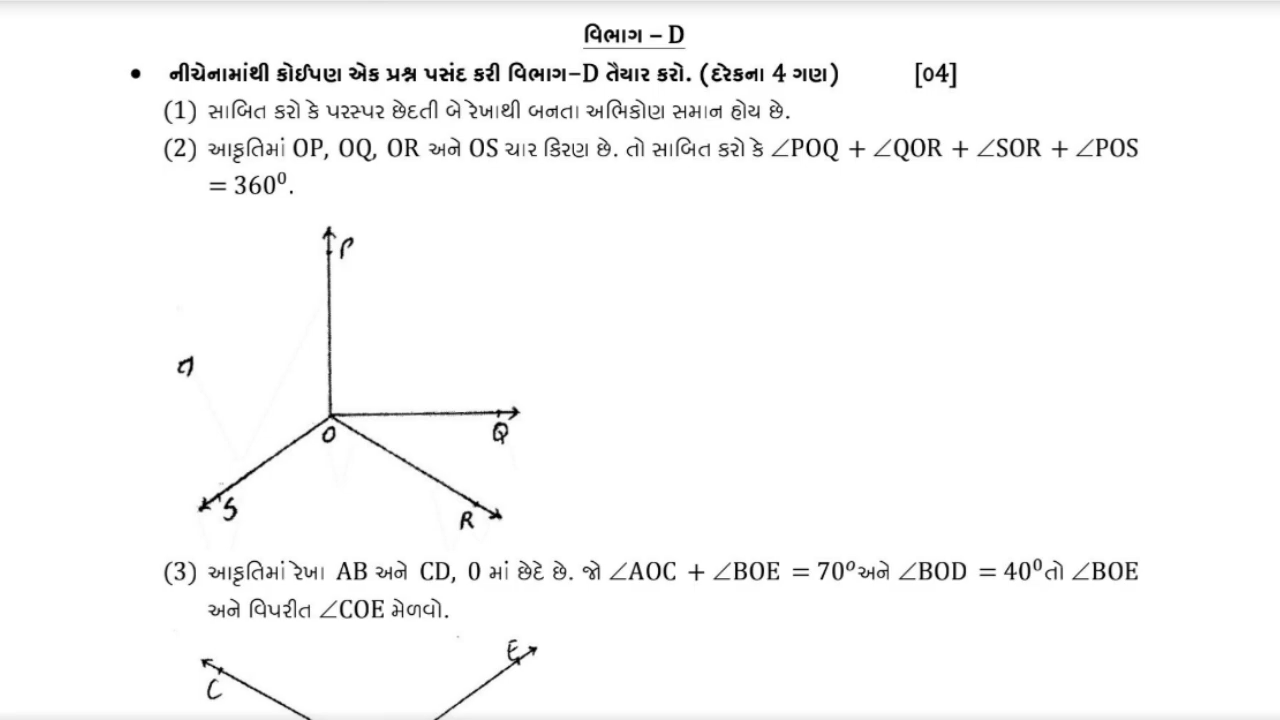 વિભાગ – D
• નીચેનામાંથી કોઈપણ એક પ્રશ્ન પસંદ કરી વિભાગ-D તૈયાર કરો. (દરેકના 4 ગણ) [૦4]
(1) સાબિત કરો કે પરસ્પર છેદતી બે રેખાથી બનતા અભિકોણ સમાન હોય છે.
(2) આકૃતિમાં OP, OQ, OR અને OS ચાર કિરણ છે. તો સાબિત કરો કે ∠POQ + ∠QOR + ∠SOR + ∠POS
= 360⁰.
P
O
Q
S
R
(3) આકૃતિમાં રેખા AB અને CD, 0 માં છેદે છે. જો ∠AOC + ∠BOE = 70⁰અને ∠BOD = 40⁰તો ∠BOE
અને વિપરીત ∠COE મેળવો.
E
C